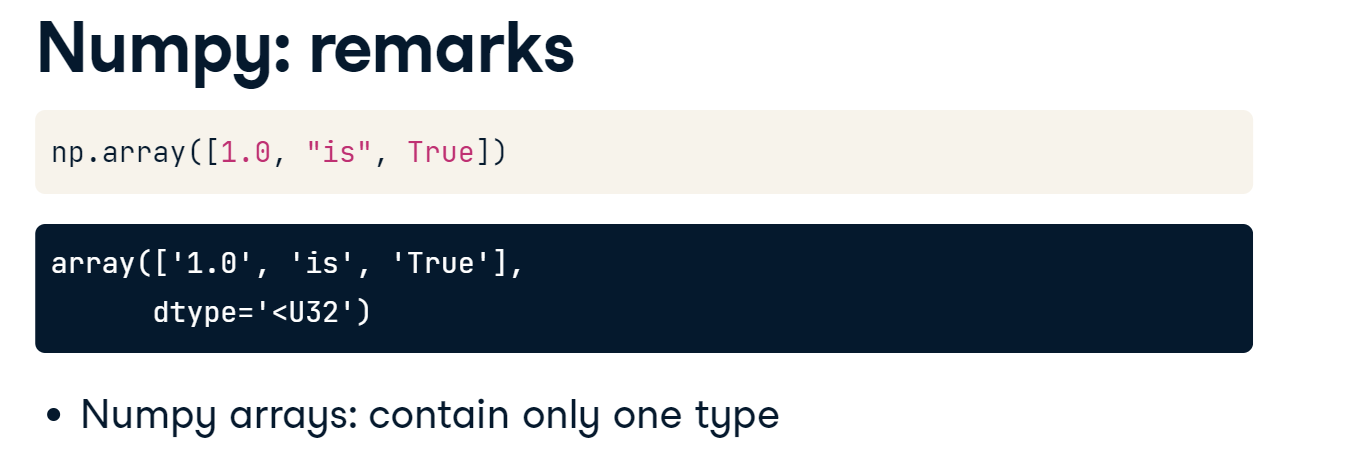 Numpy: remarks
np.array([1.0, "is", True])
array(['1.0', 'is', 'True'],
      dtype='<U32')
• Numpy arrays: contain only one type